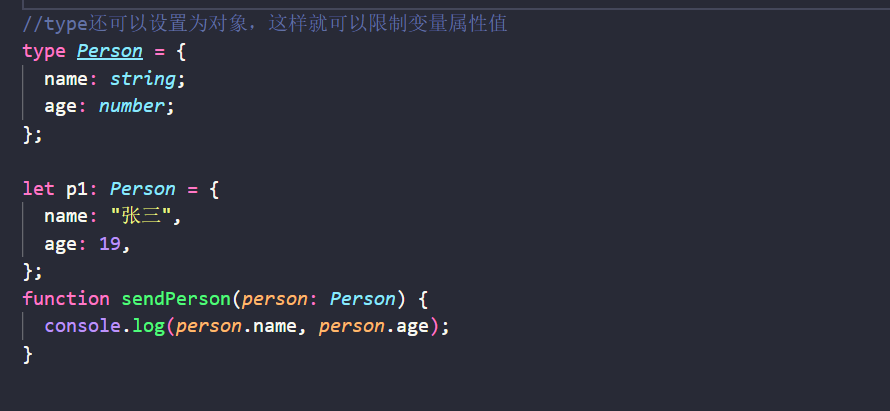 //type还可以设置为对象，这样就可以限制变量属性值
type Person = {
  name: string;
  age: number;
};

let p1: Person = {
  name: "张三",
  age: 19,
};
function sendPerson(person: Person) {
  console.log(person.name, person.age);
}